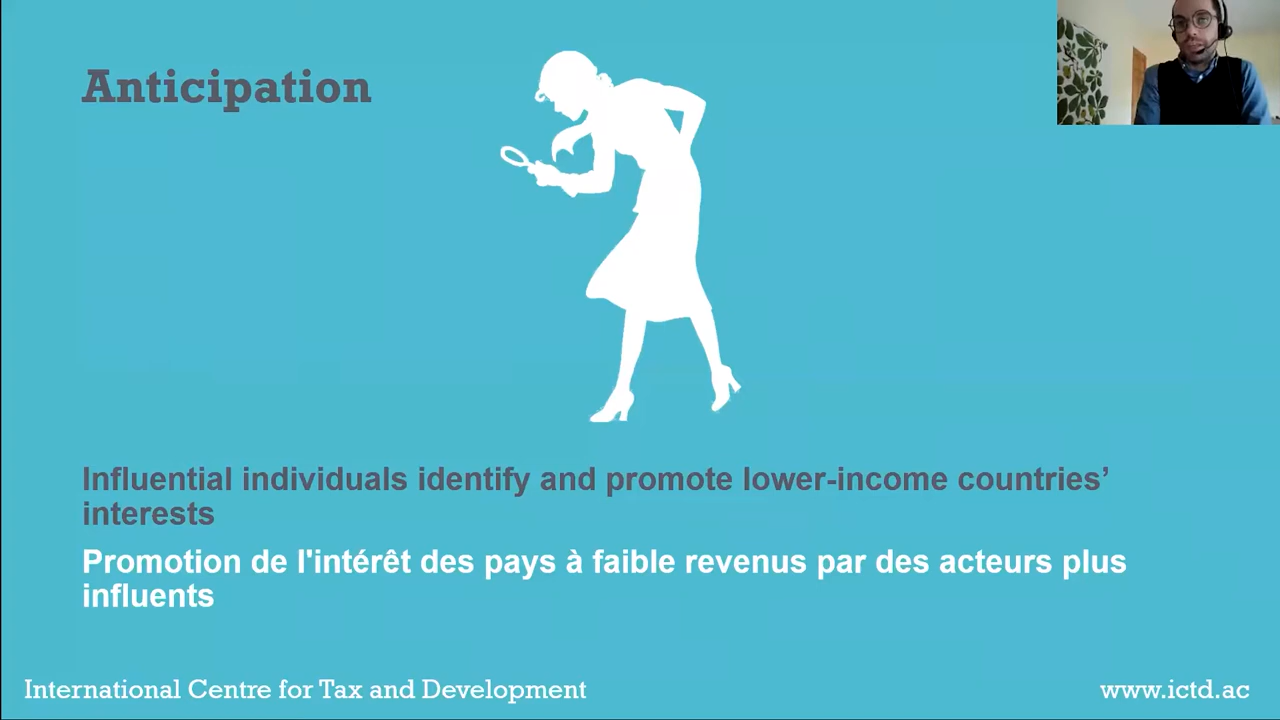 Anticipation
Influential individuals identify and promote lower-income countries’
interests
Promotion de l'intérêt des pays à faible revenus par des acteurs plus
influents
International Centre for Tax and Development
www.ictd.ac